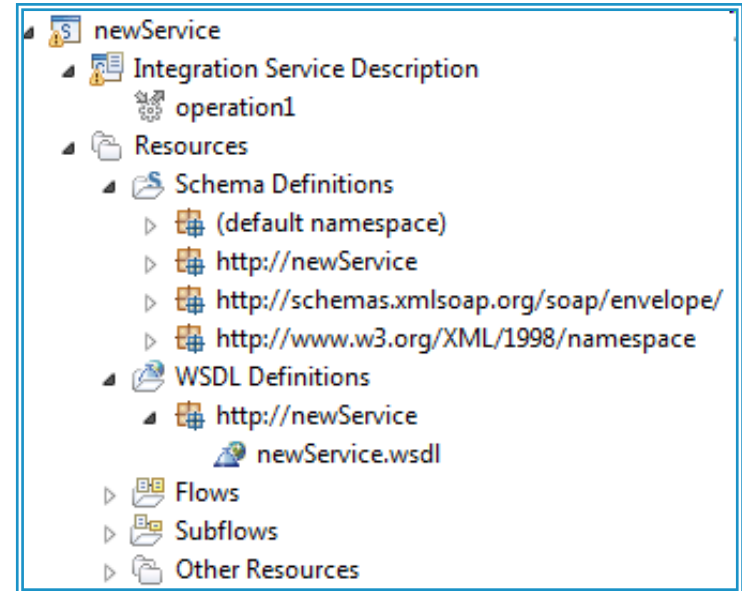 newService
Integration Service Description
operation1
Resources
Schema Definitions
(default namespace)
http://newService
http://schemas.xmlsoap.org/soap/envelope/
http://www.w3.org/XML/1998/namespace
WSDL Definitions
http://newService
newService.wsdl
Flows
Subflows
Other Resources